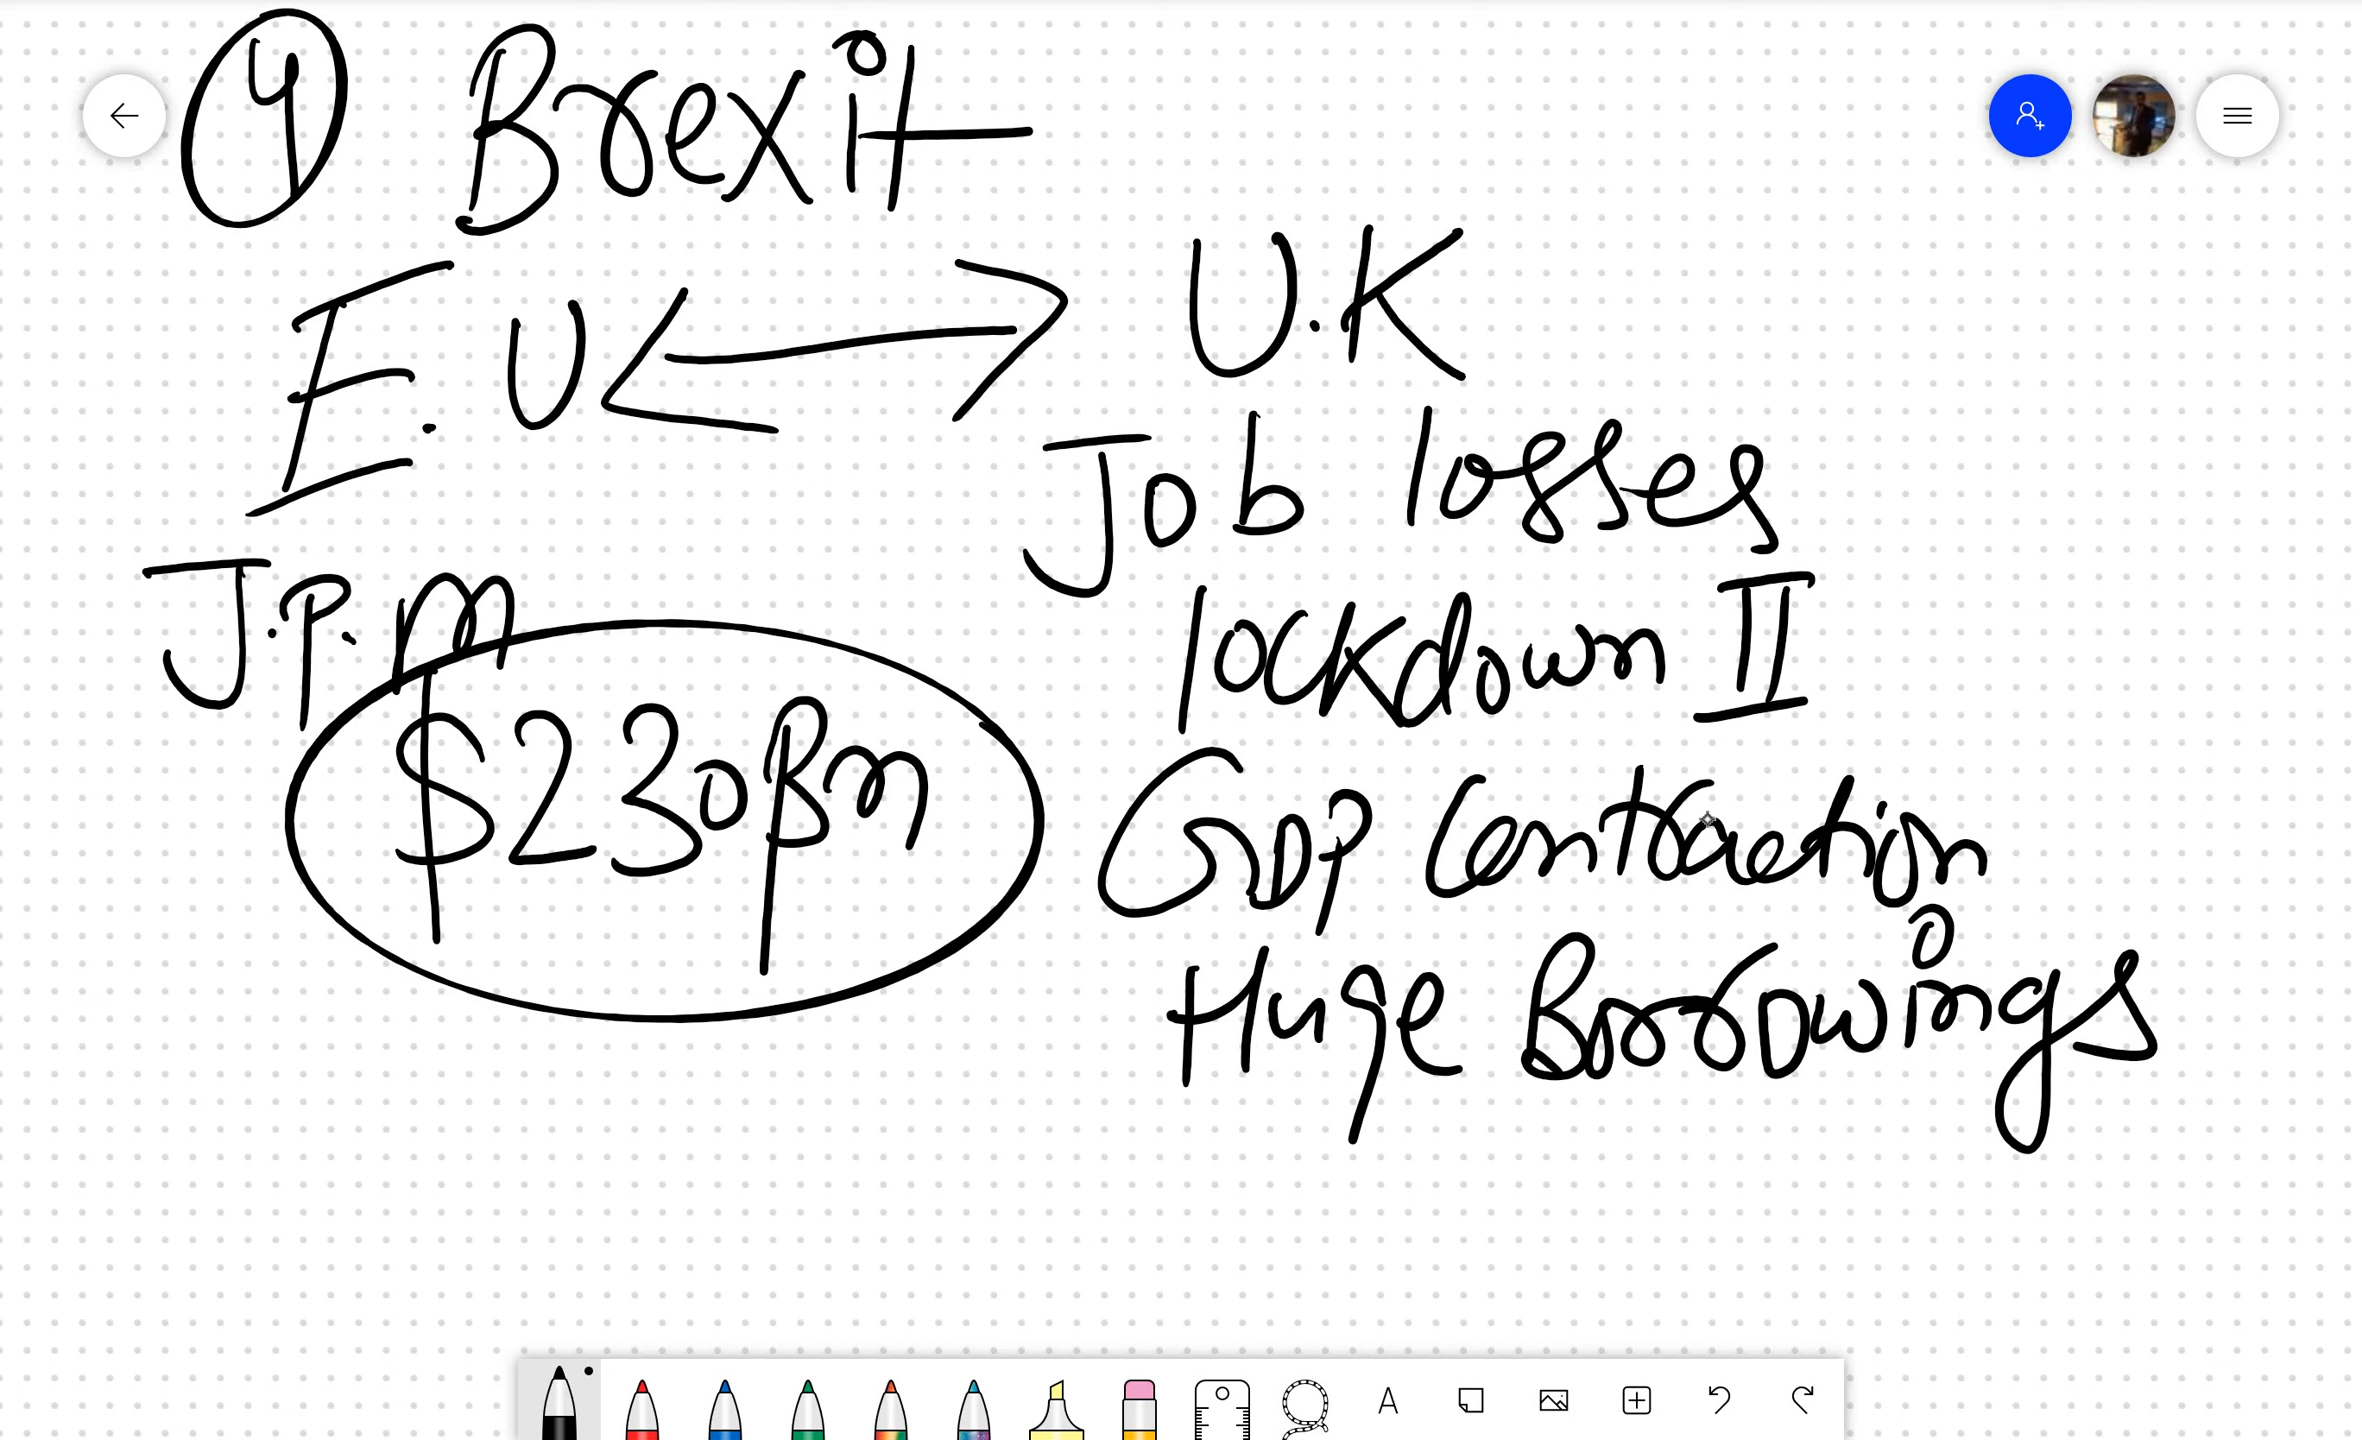 4 Brexit
E.U <-> U.K
Job losses
J.P.M
lockdown II
$230Bn
GDP Contraction
Huge Borrowings